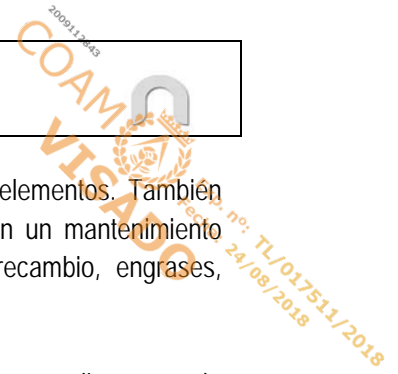 2009112843
COAM
VISADO
Exp. nº: TL/017511/2018
Fecha: 24/08/2018
elementos. También
n un mantenimiento
recambio, engrases,